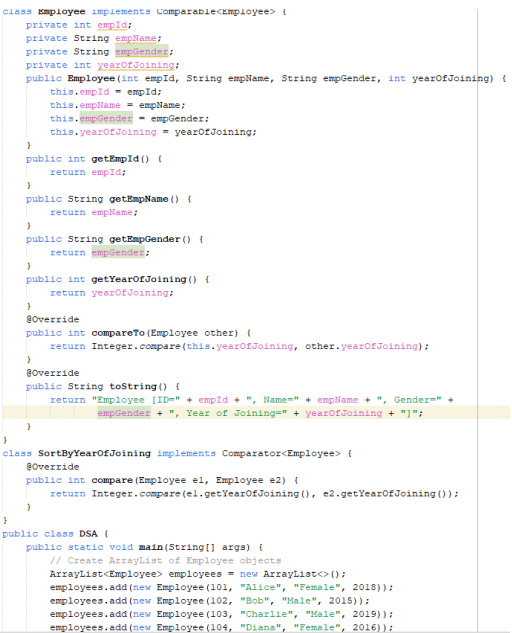 class Employee implements Comparable<Employee> {
    private int empId;
    private String empName;
    private String empGender;
    private int yearOfJoining;
    public Employee(int empId, String empName, String empGender, int yearOfJoining) {
        this.empId = empId;
        this.empName = empName;
        this.empGender = empGender;
        this.yearOfJoining = yearOfJoining;
    }
    public int getEmpId() {
        return empId;
    }
    public String getEmpName() {
        return empName;
    }
    public String getEmpGender() {
        return empGender;
    }
    public int getYearOfJoining() {
        return yearOfJoining;
    }
    @Override
    public int compareTo(Employee other) {
        return Integer.compare(this.yearOfJoining, other.yearOfJoining);
    }
    @Override
    public String toString() {
        return "Employee [ID=" + empId + ", Name=" + empName + ", Gender=" +
                empGender + ", Year of Joining=" + yearOfJoining + "]";
    }
}
class SortByYearOfJoining implements Comparator<Employee> {
    @Override
    public int compare(Employee e1, Employee e2) {
        return Integer.compare(e1.getYearOfJoining(), e2.getYearOfJoining());
    }
}
public class DSA {
    public static void main(String[] args) {
        // Create ArrayList of Employee objects
        ArrayList<Employee> employees = new ArrayList<>();
        employees.add(new Employee(101, "Alice", "Female", 2018));
        employees.add(new Employee(102, "Bob", "Male", 2015));
        employees.add(new Employee(103, "Charlie", "Male", 2019));
        employees.add(new Employee(104, "Diana", "Female", 2016));